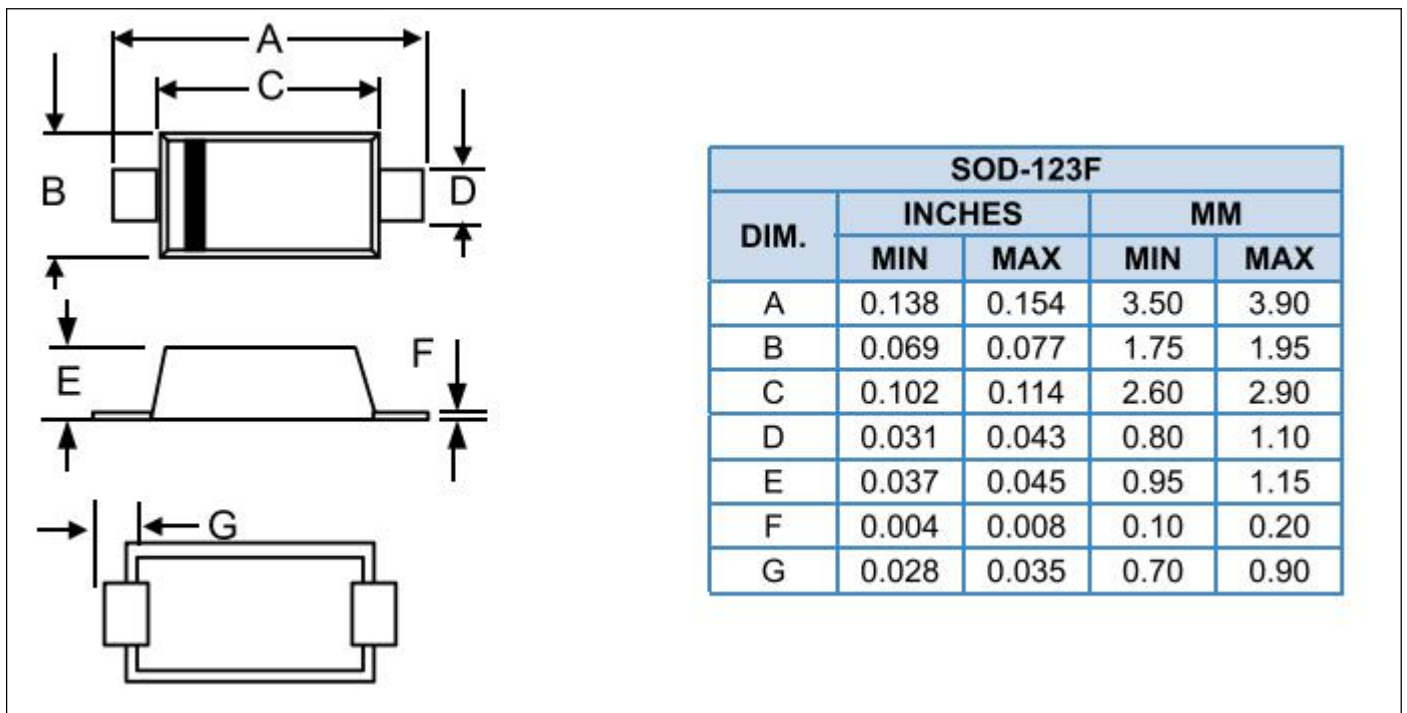 A
C
B
D
E
F
G
SOD-123F
DIM. INCHES MM
MIN MAX MIN MAX
A 0.138 0.154 3.50 3.90
B 0.069 0.077 1.75 1.95
C 0.102 0.114 2.60 2.90
D 0.031 0.043 0.80 1.10
E 0.037 0.045 0.95 1.15
F 0.004 0.008 0.10 0.20
G 0.028 0.035 0.70 0.90